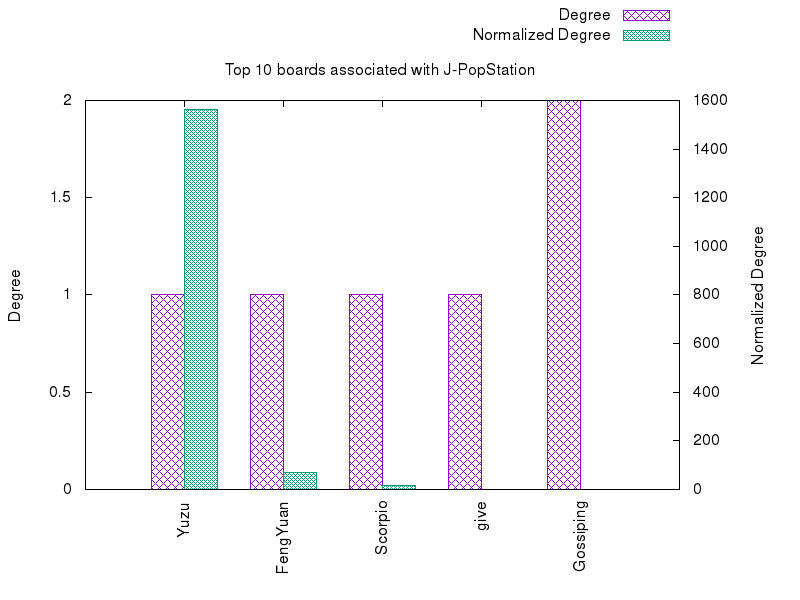 Degree
Normalized Degree
Top 10 boards associated with J-PopStation
2
1.5
1
0.5
0
1600
1400
1200
1000
800
600
400
200
0
Degree
Normalized Degree
Yuzu
FengYuan
Scorpio
give
Gossiping